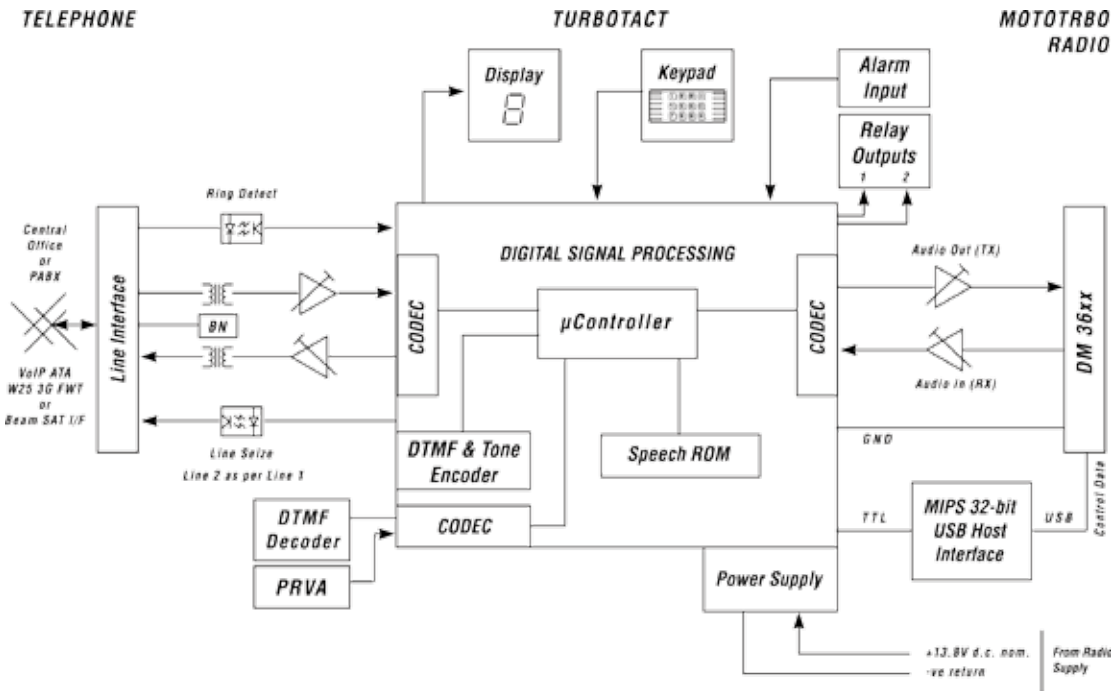 TELEPHONE
TURBOTACT
MOTOTRBO
RADIO
Display
8
Keypad
Alarm
Input
Relay
Outputs
1 2
Ring Detect
Central
Office
or
PABX
VoIP ATA
W25 3G FWT
or
Beam SAT I/F
Line Interface
BN
Line Seize
Line 2 as per Line 1
DIGITAL SIGNAL PROCESSING
CODEC
µController
CODEC
DTMF & Tone
Encoder
Speech ROM
DTMF
Decoder
CODEC
PRVA
Power Supply
Audio Out (TX)
Audio In (RX)
DM 36xx
GND
TTL
MIPS 32-bit
USB Host
Interface
USB
Control Data
+13.8V d.c. nom.
-ve return
From Radio
Supply